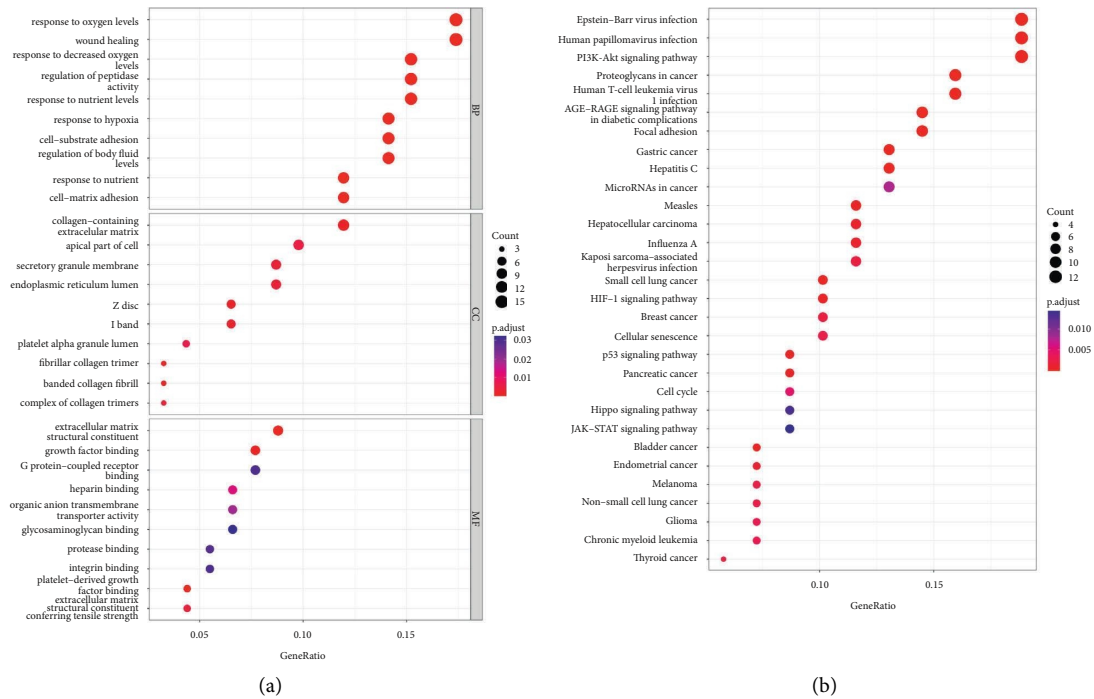 response to oxygen levels
wound healing
response to decreased oxygen
levels
regulation of peptidase
activity
response to nutrient levels
response to hypoxia
cell–substrate adhesion
regulation of body fluid
levels
response to nutrient
cell–matrix adhesion
BP
collagen–containing
extracelular matrix
apical part of cell
secretory granule membrane
endoplasmic reticulum lumen
Z disc
I band
platelet alpha granule lumen
fibrillar collagen trimer
banded collagen fibrill
complex of collagen trimers
CC
extracellular matrix
structural constituent
growth factor binding
G protein–coupled receptor
binding
heparin binding
organic anion transmembrane
transporter activity
glycosaminoglycan binding
protease binding
integrin binding
platelet–derived growth
factor binding
extracellular matrix
structural constituent
conferring tensile strength
MF
0.05
0.10
0.15
GeneRatio
Count
3
6
9
12
15
p.adjust
0.03
0.02
0.01
(a)
Epstein–Barr virus infection
Human papillomavirus infection
PI3K-Akt signaling pathway
Proteoglycans in cancer
Human T-cell leukemia virus
1 infection
AGE–RAGE signaling pathway
in diabetic complications
Focal adhesion
Gastric cancer
Hepatitis C
MicroRNAs in cancer
Measles
Hepatocellular carcinoma
Influenza A
Kaposi sarcoma–associated
herpesvirus infection
Small cell lung cancer
HIF–1 signaling pathway
Breast cancer
Cellular senescence
p53 signaling pathway
Pancreatic cancer
Cell cycle
Hippo signaling pathway
JAK–STAT signaling pathway
Bladder cancer
Endometrial cancer
Melanoma
Non–small cell lung cancer
Glioma
Chronic myeloid leukemia
Thyroid cancer
0.10
0.15
GeneRatio
Count
4
6
8
10
12
p.adjust
0.010
0.005
(b)